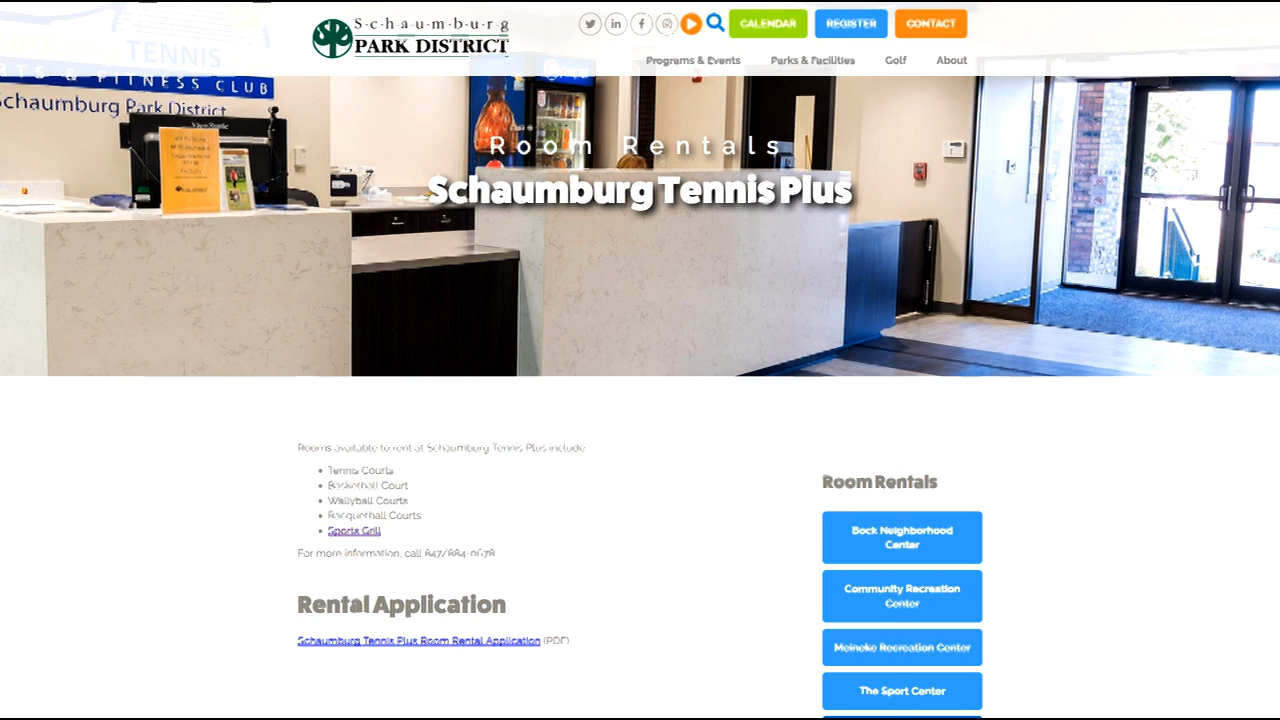 S·c·h·a·u·m·b·u·r·g
PARK DISTRICT
CALENDAR
REGISTER
CONTACT
Programs & Events
Parks & Facilities
Golf
About
TENNIS
RTS & FITNESS CLUB
Schaumburg Park District
Room Rentals
Schaumburg Tennis Plus
Rooms available to rent at Schaumburg Tennis Plus include:
• Tennis Courts
• Basketball Court
• Wallyball Courts
• Racquetball Courts
• Sports Grill
For more information, call 847/884-0678
Rental Application
Schaumburg Tennis Plus Room Rental Application (PDF)
Room Rentals
Bock Neighborhood
Center
Community Recreation
Center
Meineke Recreation Center
The Sport Center